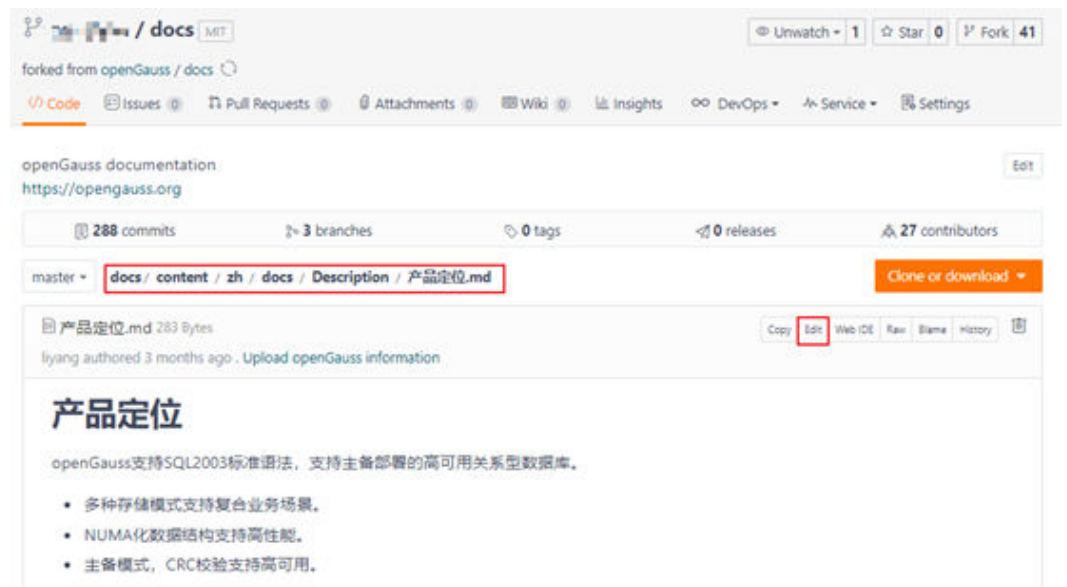 / docs MIT
Unwatch 1 Star 0 Fork 41
forked from openGauss / docs
Code Issues 0 Pull Requests 0 Attachments 0 Wiki 0 Insights DevOps Service Settings
openGauss documentation
Edit
https://opengauss.org
288 commits 3 branches 0 tags 0 releases 27 contributors
master docs / content / zh / docs / Description / 产品定位.md Clone or download
产品定位.md 283 Bytes
Copy Edit Web IDE Raw Blame History
liyang authored 3 months ago . Upload openGauss information
产品定位
openGauss支持SQL2003标准语法，支持主备部署的高可用关系型数据库。
• 多种存储模式支持复合业务场景。
• NUMA化数据结构支持高性能。
• 主备模式，CRC校验支持高可用。